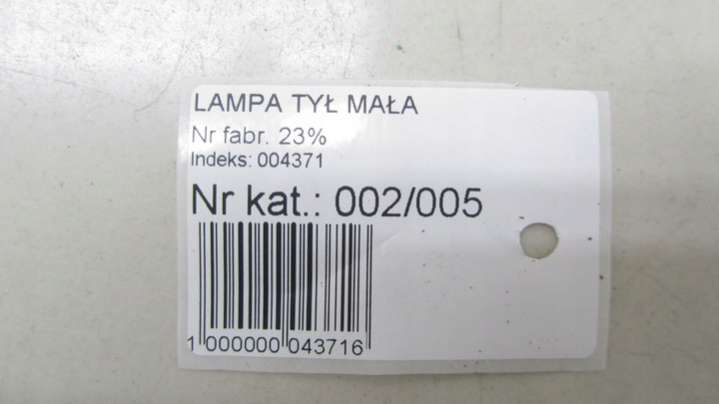 LAMPA TYŁ MAŁA
Nr fabr. 23%
Indeks: 004371
Nr kat.: 002/005
1 000000 043716